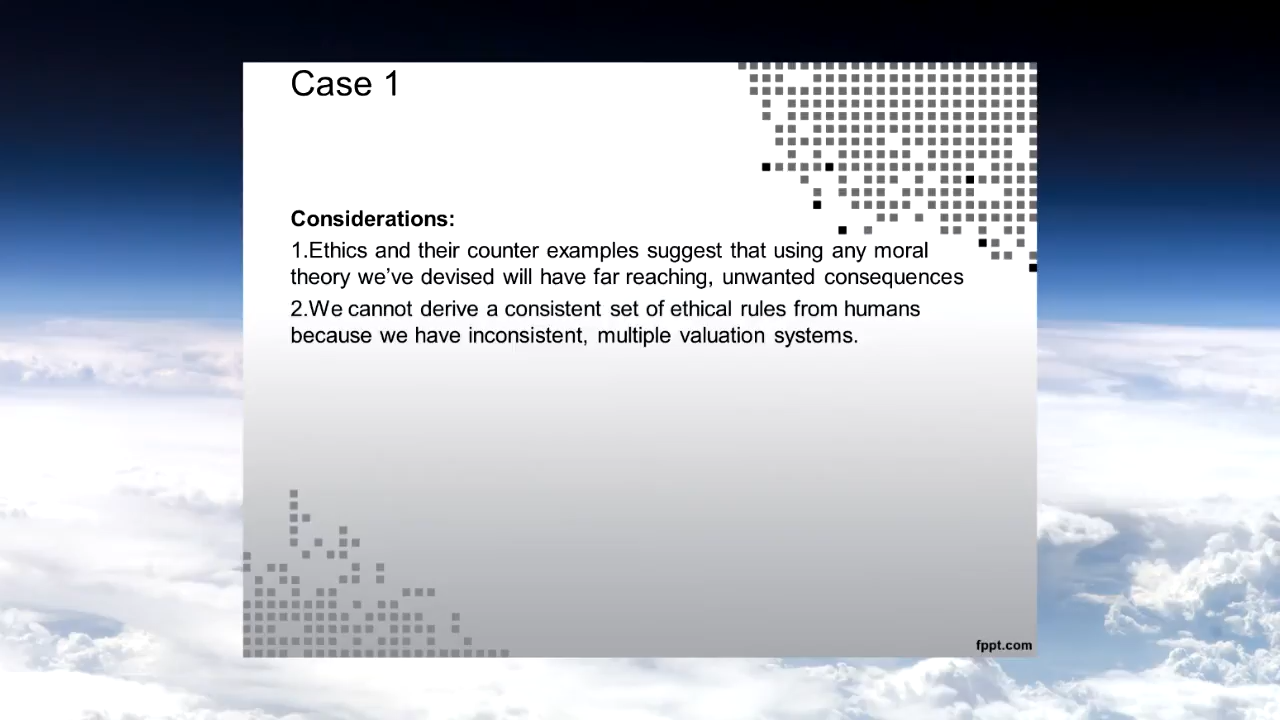 Case 1
Considerations:
1.Ethics and their counter examples suggest that using any moral
theory we’ve devised will have far reaching, unwanted consequences
2.We cannot derive a consistent set of ethical rules from humans
because we have inconsistent, multiple valuation systems.
fppt.com